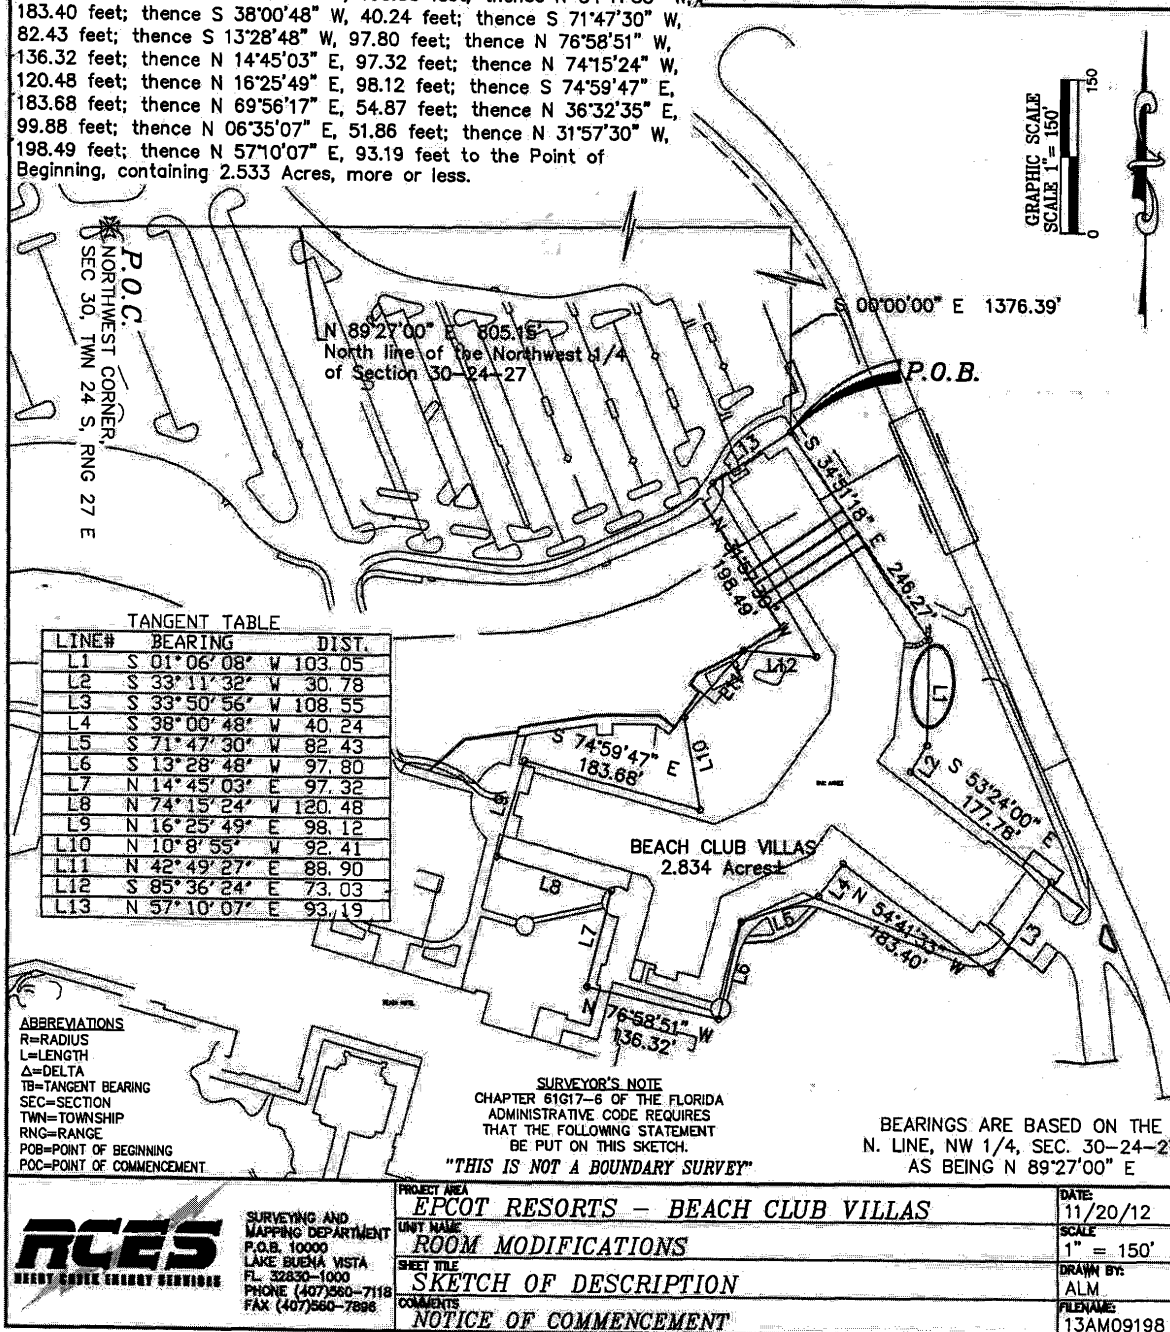 183.40 feet; thence S 38°00'48" W, 40.24 feet; thence S 71°47'30" W,
82.43 feet; thence S 13°28'48" W, 97.80 feet; thence N 76°58'51" W,
136.32 feet; thence N 14°45'03" E, 97.32 feet; thence N 74°15'24" W,
120.48 feet; thence N 16°25'49" E, 98.12 feet; thence S 74°59'47" E,
183.68 feet; thence N 69°56'17" E, 54.87 feet; thence N 36°32'35" E,
99.88 feet; thence N 06°35'07" E, 51.86 feet; thence N 31°57'30" W,
198.49 feet; thence N 57°10'07" E, 93.19 feet to the Point of
Beginning, containing 2.533 Acres, more or less.
GRAPHIC SCALE
SCALE 1"= 150'
0
150
P.O.C.
NORTHWEST CORNER,
SEC 30, TWN 24 S, RNG 27 E
N 89°27'00" E 805.15'
North line of the Northwest 1/4
of Section 30-24-27
S 00°00'00" E 1376.39'
P.O.B.
L13
S 34°51'18" E 246.27'
N 31°57'30" W
198.49'
L12
L1
L2
S 53°24'00" E
177.78'
S 74°59'47" E
183.68'
L10
BEACH CLUB VILLAS
2.834 Acres±
L8
L7
L6
L5
L4
N 54°41'33" W
183.40'
L3
N 76°58'51" W
136.32'
TANGENT TABLE
LINE# BEARING DIST.
L1 S 01°06'08" W 103.05
L2 S 33°11'32" W 30.78
L3 S 33°50'56" W 108.55
L4 S 38°00'48" W 40.24
L5 S 71°47'30" W 82.43
L6 S 13°28'48" W 97.80
L7 N 14°45'03" E 97.32
L8 N 74°15'24" W 120.48
L9 N 16°25'49" E 98.12
L10 N 10°8'55" W 92.41
L11 N 42°49'27" E 88.90
L12 S 85°36'24" E 73.03
L13 N 57°10'07" E 93.19
ABBREVIATIONS
R=RADIUS
L=LENGTH
Δ=DELTA
TB=TANGENT BEARING
SEC=SECTION
TWN=TOWNSHIP
RNG=RANGE
POB=POINT OF BEGINNING
POC=POINT OF COMMENCEMENT
SURVEYOR'S NOTE
CHAPTER 61G17-6 OF THE FLORIDA
ADMINISTRATIVE CODE REQUIRES
THAT THE FOLLOWING STATEMENT
BE PUT ON THIS SKETCH.
"THIS IS NOT A BOUNDARY SURVEY"
BEARINGS ARE BASED ON THE
N. LINE, NW 1/4, SEC. 30-24-2
AS BEING N 89°27'00" E
RCES
REEDY CREEK ENERGY SERVICES
SURVEYING AND
MAPPING DEPARTMENT
P.O.B. 10000
LAKE BUENA VISTA
FL. 32830-1000
PHONE (407)560-7118
FAX (407)560-7896
PROJECT AREA
EPCOT RESORTS - BEACH CLUB VILLAS
UNIT NAME
ROOM MODIFICATIONS
SHEET TITLE
SKETCH OF DESCRIPTION
COMMENTS
NOTICE OF COMMENCEMENT
DATE:
11/20/12
SCALE
1" = 150'
DRAWN BY:
ALM
FILENAME:
13AM09198